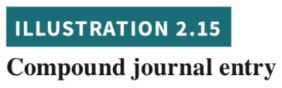 ILLUSTRATION 2.15
Compound journal entry